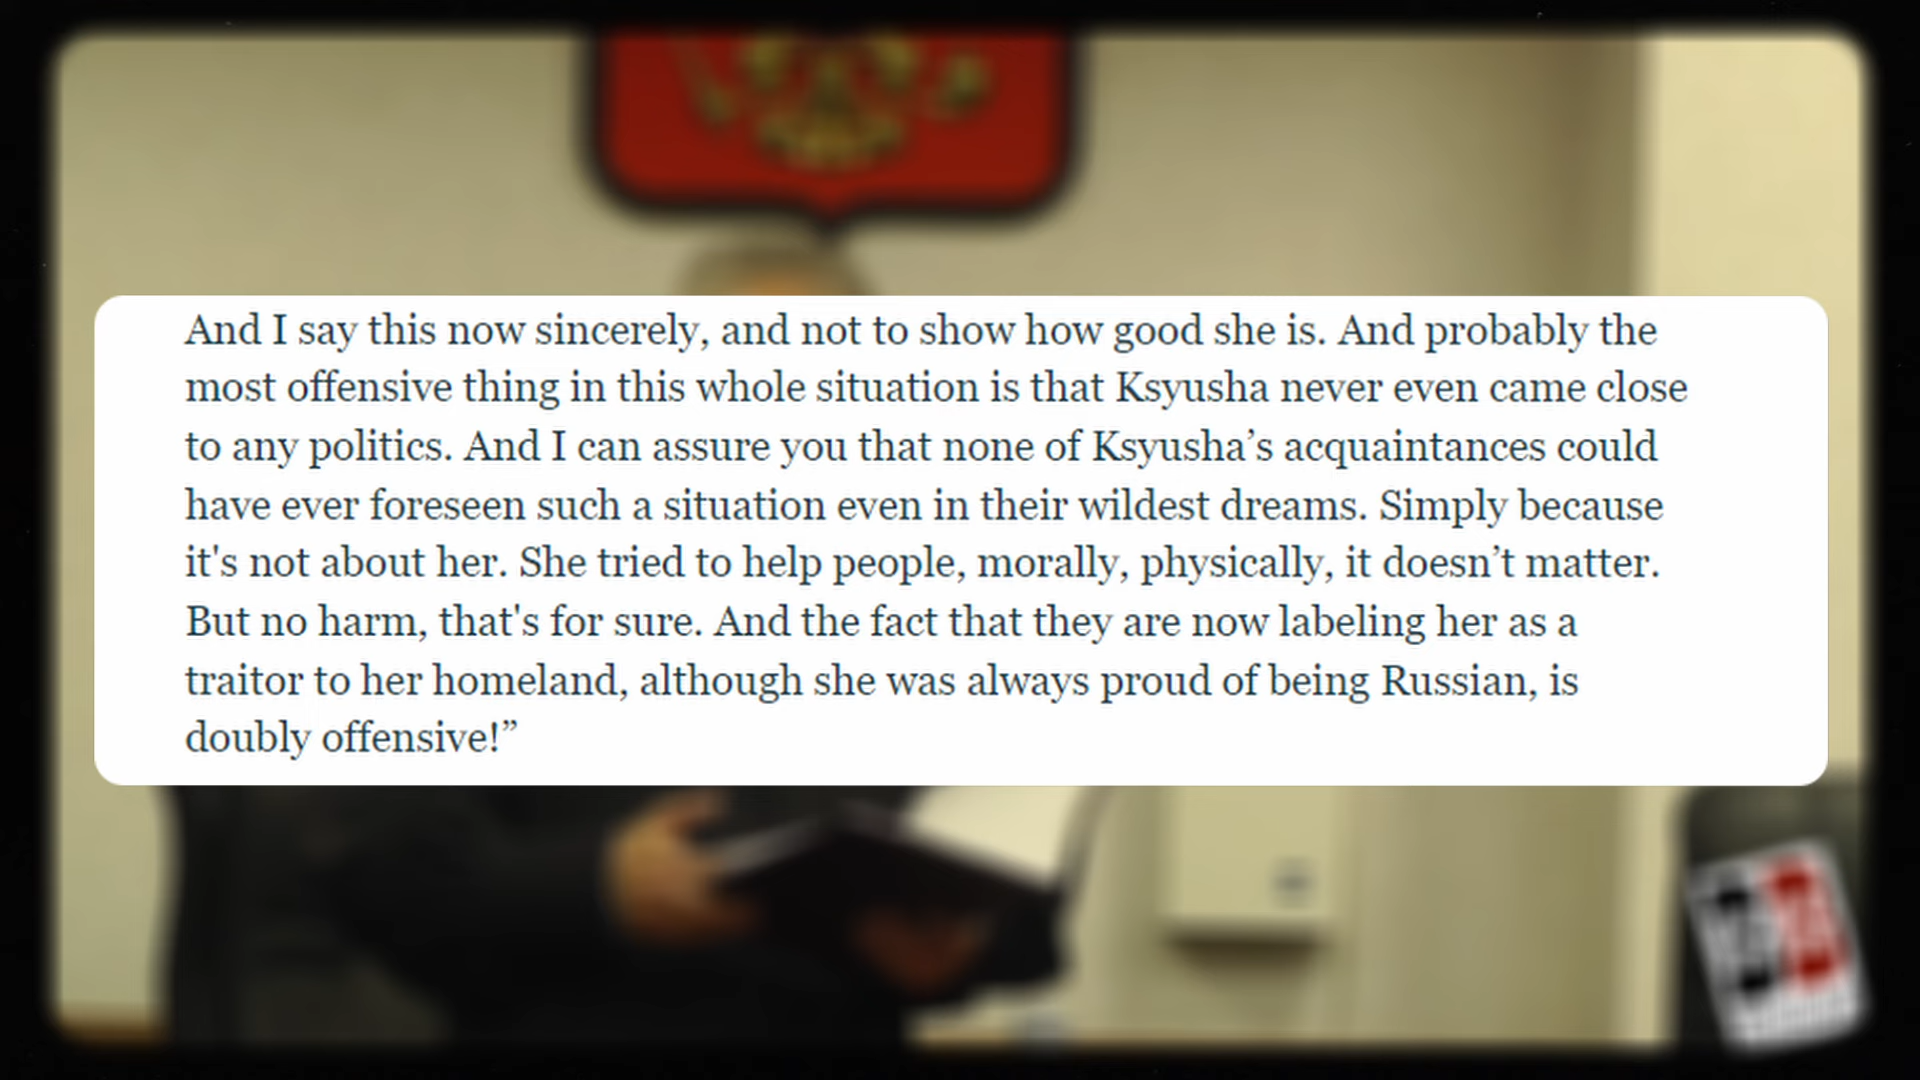 And I say this now sincerely, and not to show how good she is. And probably the
most offensive thing in this whole situation is that Ksyusha never even came close
to any politics. And I can assure you that none of Ksyusha’s acquaintances could
have ever foreseen such a situation even in their wildest dreams. Simply because
it's not about her. She tried to help people, morally, physically, it doesn’t matter.
But no harm, that's for sure. And the fact that they are now labeling her as a
traitor to her homeland, although she was always proud of being Russian, is
doubly offensive!”